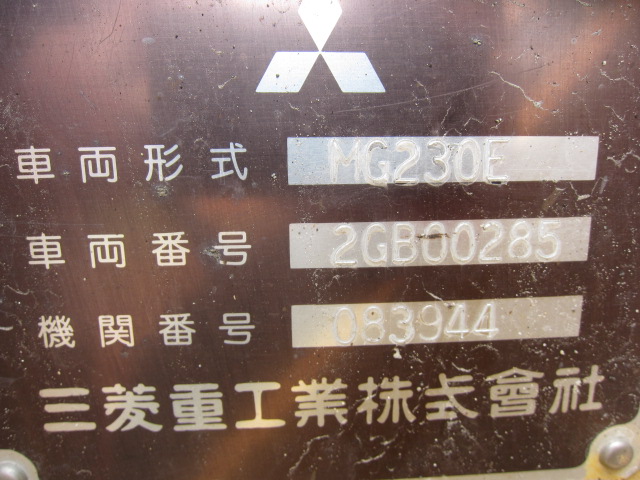 車両形式 MG230E
車両番号 2GB00285
機関番号 083944
三菱重工業株式會社